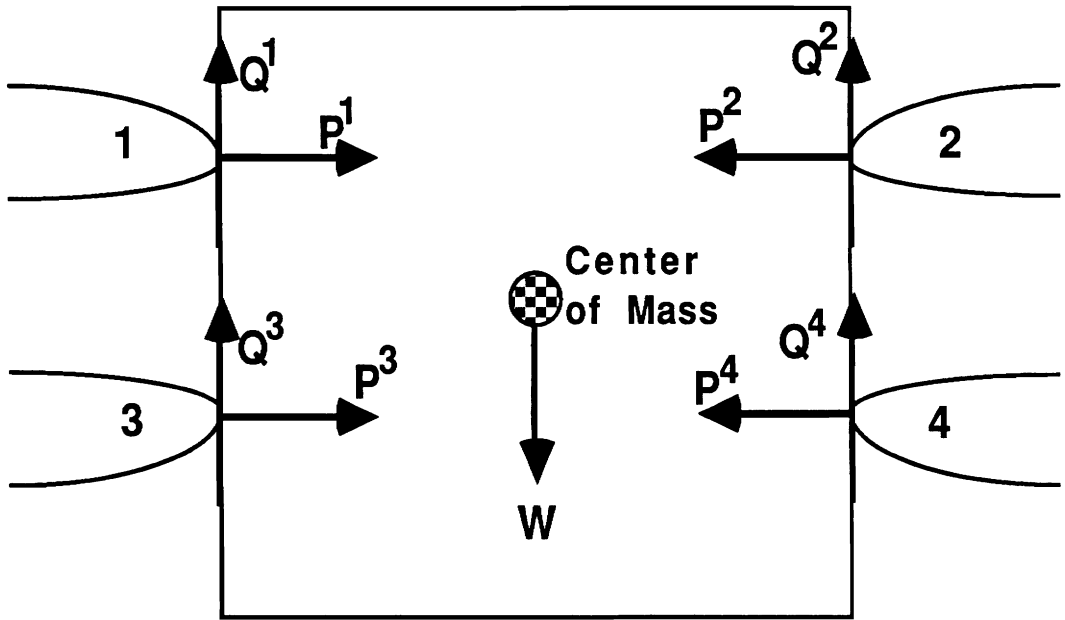 Q¹
Q²
P¹
P²
1
2
Center
of Mass
Q³
Q⁴
P³
P⁴
3
4
W